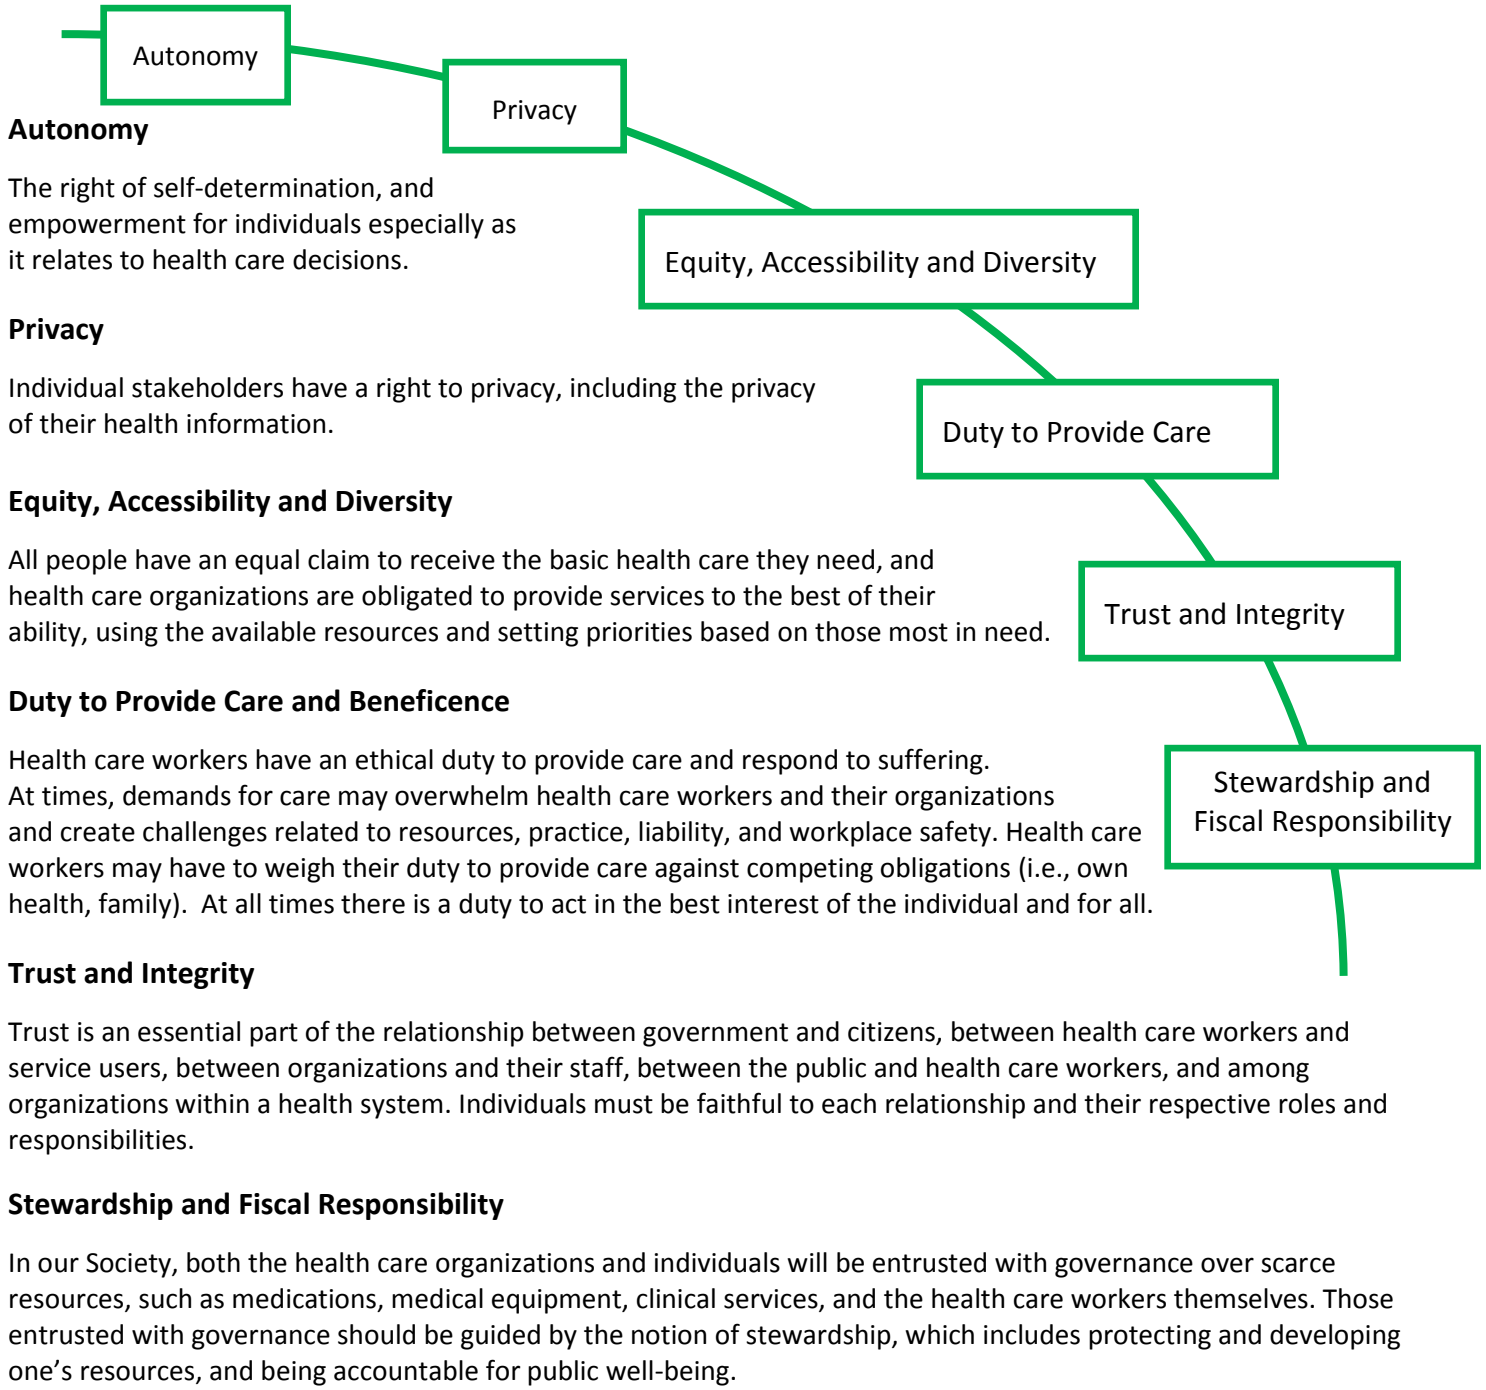 Autonomy
Privacy
Autonomy
The right of self-determination, and
empowerment for individuals especially as
it relates to health care decisions.
Equity, Accessibility and Diversity
Privacy
Individual stakeholders have a right to privacy, including the privacy
of their health information.
Duty to Provide Care
Equity, Accessibility and Diversity
All people have an equal claim to receive the basic health care they need, and
health care organizations are obligated to provide services to the best of their
ability, using the available resources and setting priorities based on those most in need.
Trust and Integrity
Duty to Provide Care and Beneficence
Health care workers have an ethical duty to provide care and respond to suffering.
At times, demands for care may overwhelm health care workers and their organizations
and create challenges related to resources, practice, liability, and workplace safety. Health care
workers may have to weigh their duty to provide care against competing obligations (i.e., own
health, family).  At all times there is a duty to act in the best interest of the individual and for all.
Stewardship and
Fiscal Responsibility
Trust and Integrity
Trust is an essential part of the relationship between government and citizens, between health care workers and
service users, between organizations and their staff, between the public and health care workers, and among
organizations within a health system. Individuals must be faithful to each relationship and their respective roles and
responsibilities.
Stewardship and Fiscal Responsibility
In our Society, both the health care organizations and individuals will be entrusted with governance over scarce
resources, such as medications, medical equipment, clinical services, and the health care workers themselves. Those
entrusted with governance should be guided by the notion of stewardship, which includes protecting and developing
one’s resources, and being accountable for public well-being.